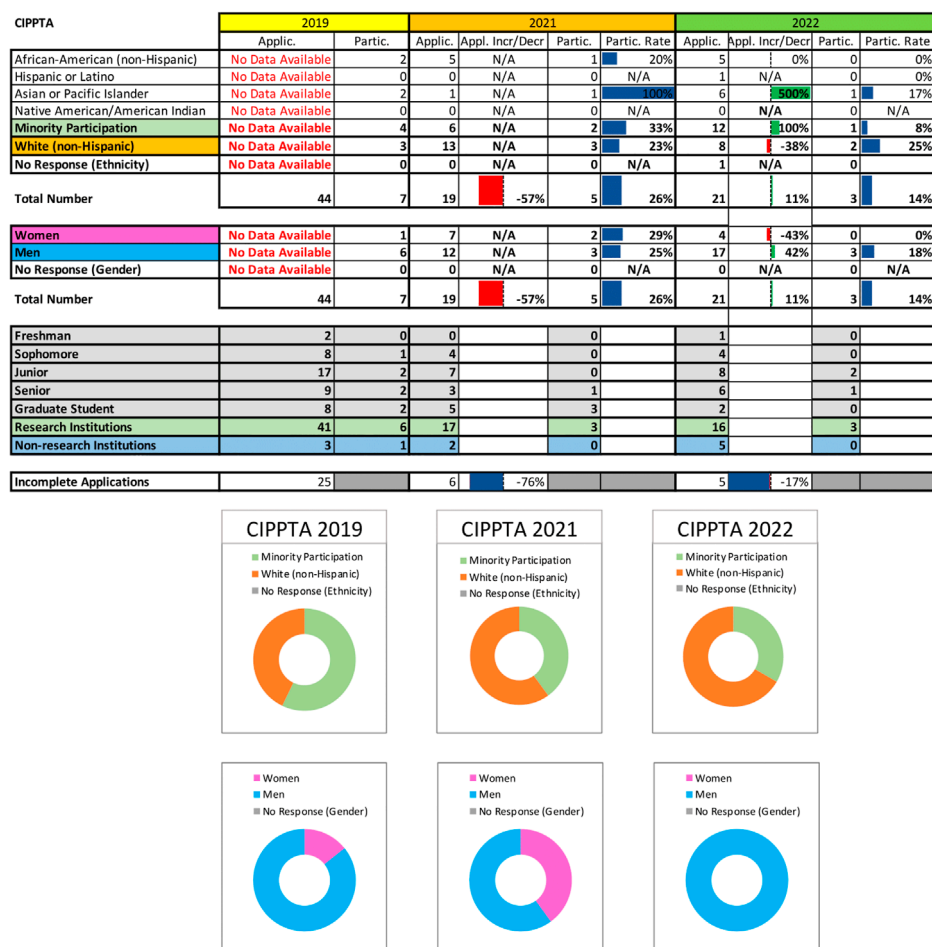 CIPPTA 2019 2021 2022
Applic. Partic. Applic. Appl. Incr/Decr Partic. Partic. Rate Applic. Appl. Incr/Decr Partic. Partic. Rate
African-American (non-Hispanic) No Data Available 2 5 N/A 1 20% 5 0% 0 0%
Hispanic or Latino No Data Available 0 0 N/A 0 N/A 1 N/A 0 0%
Asian or Pacific Islander No Data Available 2 1 N/A 1 100% 6 500% 1 17%
Native American/American Indian No Data Available 0 0 N/A 0 N/A 0 N/A 0 N/A
Minority Participation No Data Available 4 6 N/A 2 33% 12 100% 1 8%
White (non-Hispanic) No Data Available 3 13 N/A 3 23% 8 -38% 2 25%
No Response (Ethnicity) No Data Available 0 0 N/A 0 N/A 1 N/A 0
Total Number 44 7 19 -57% 5 26% 21 11% 3 14%
Women No Data Available 1 7 N/A 2 29% 4 -43% 0 0%
Men No Data Available 6 12 N/A 3 25% 17 42% 3 18%
No Response (Gender) No Data Available 0 0 N/A 0 N/A 0 N/A 0 N/A
Total Number 44 7 19 -57% 5 26% 21 11% 3 14%
Freshman 2 0 0 0 1
Sophomore 8 1 4 0 4 0
Junior 17 2 7 0 8 2
Senior 9 2 3 1 6 1
Graduate Student 8 2 5 3 2 0
Research Institutions 41 6 17 3 16 3
Non-research Institutions 3 1 2 0 5 0
Incomplete Applications 25 6 -76% 5 -17%
CIPPTA 2019
Minority Participation
White (non-Hispanic)
No Response (Ethnicity)
CIPPTA 2021
Minority Participation
White (non-Hispanic)
No Response (Ethnicity)
CIPPTA 2022
Minority Participation
White (non-Hispanic)
No Response (Ethnicity)
Women
Men
No Response (Gender)
Women
Men
No Response (Gender)
Women
Men
No Response (Gender)